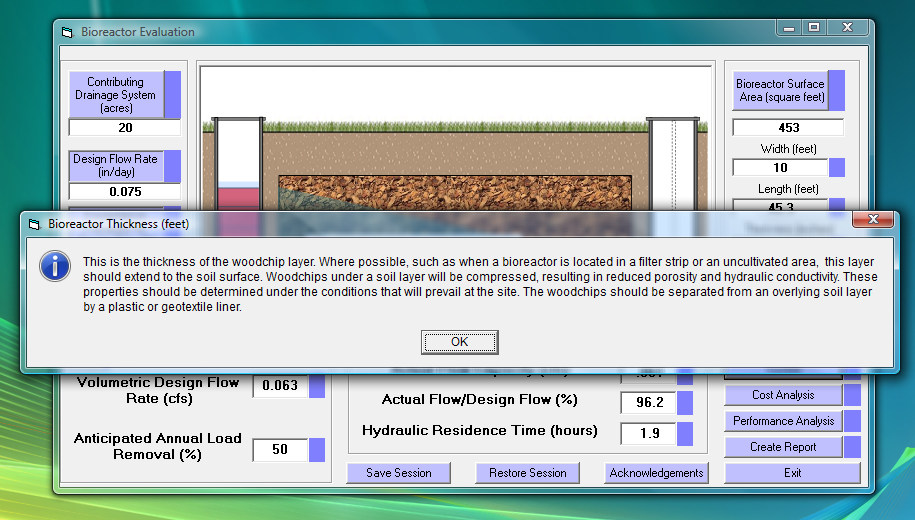 Bioreactor Evaluation
Contributing
Drainage System
(acres)
20
Design Flow Rate
(in/day)
0.075
Bioreactor Surface
Area (square feet)
453
Width (feet)
10
Length (feet)
45.3
Bioreactor Thickness (feet)
This is the thickness of the woodchip layer. Where possible, such as when a bioreactor is located in a filter strip or an uncultivated area, this layer
should extend to the soil surface. Woodchips under a soil layer will be compressed, resulting in reduced porosity and hydraulic conductivity. These
properties should be determined under the conditions that will prevail at the site. The woodchips should be separated from an overlying soil layer
by a plastic or geotextile liner.
OK
Volumetric Design Flow
Rate (cfs)
0.063
Anticipated Annual Load
Removal (%)
50
Actual Flow/Design Flow (%)
96.2
Hydraulic Residence Time (hours)
1.9
Cost Analysis
Performance Analysis
Create Report
Save Session
Restore Session
Acknowledgements
Exit